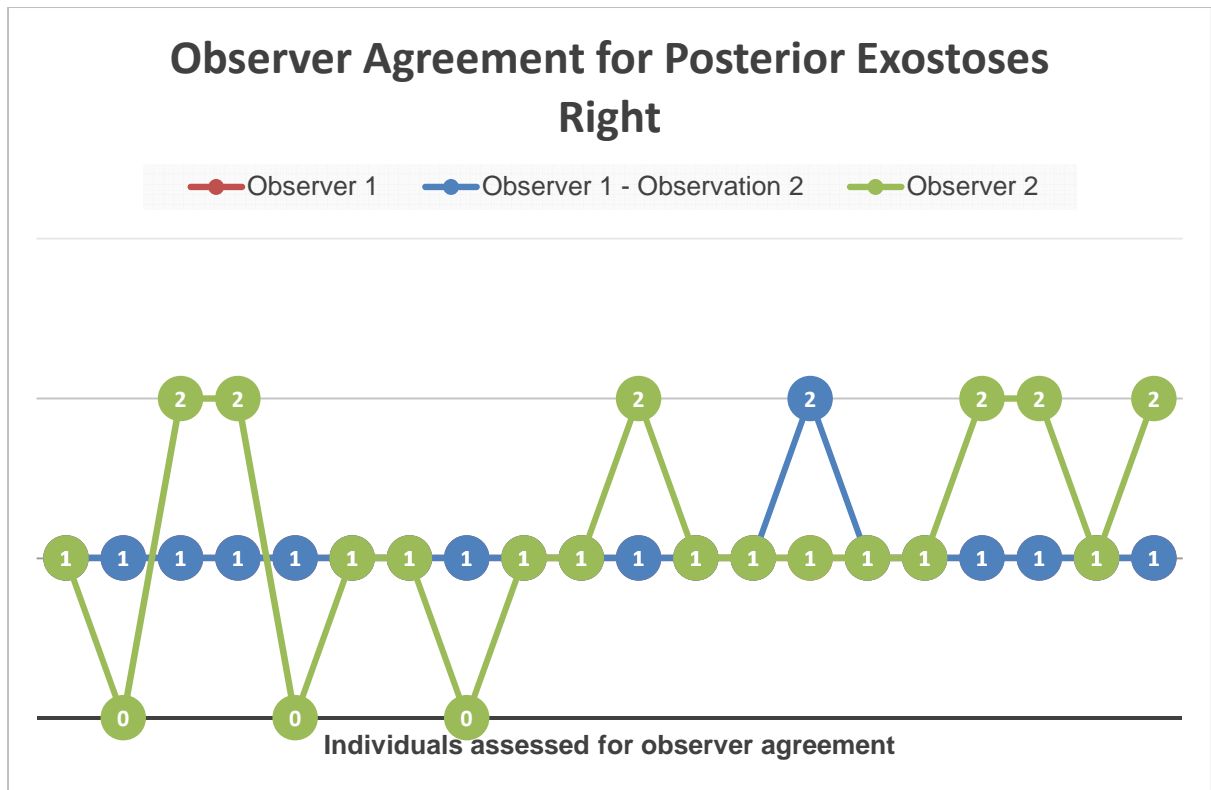 Observer Agreement for Posterior Exostoses
Right
Observer 1 Observer 1 - Observation 2 Observer 2
2 2 2 2 2 2 2
1 1 1 1 1 1 1 1 1 1 1 1 1 1 1 1 1 1 1 1
0 0 0
Individuals assessed for observer agreement